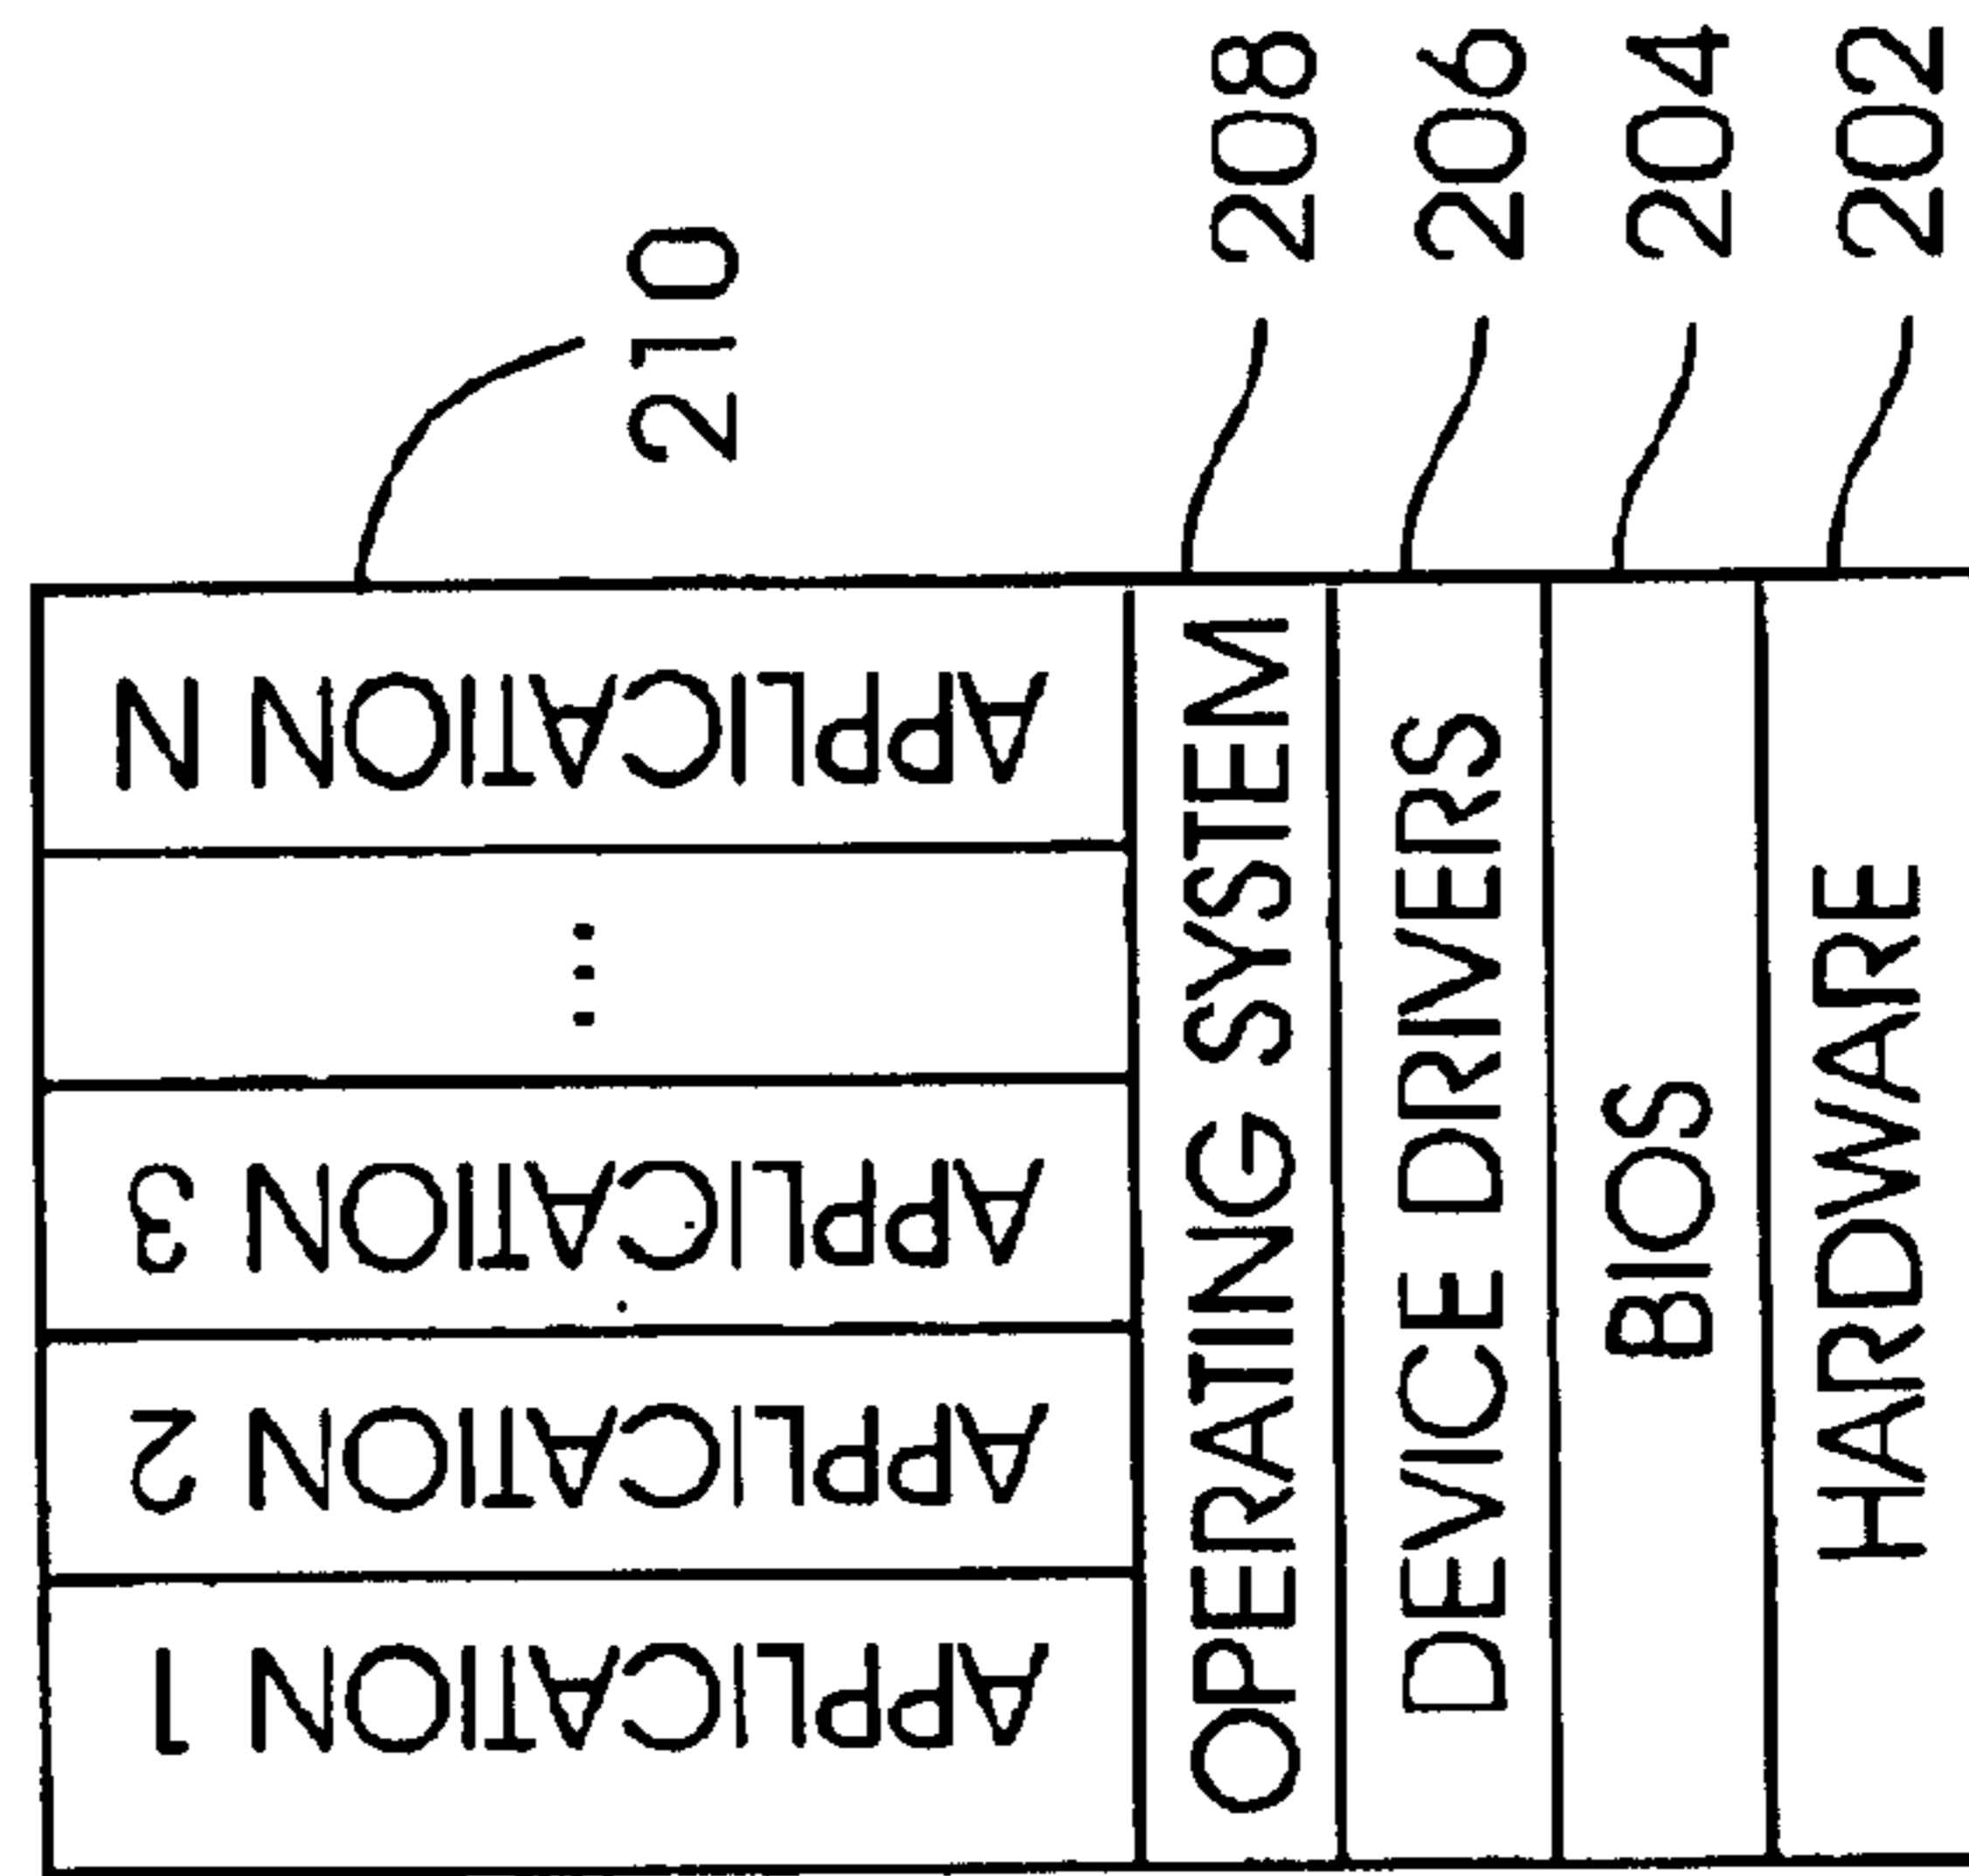 APPLICATION 1
APPLICATION 2
APPLICATION 3
...
APPLICATION N
210
OPERATING SYSTEM
208
DEVICE DRIVERS
206
BIOS
204
HARDWARE
202